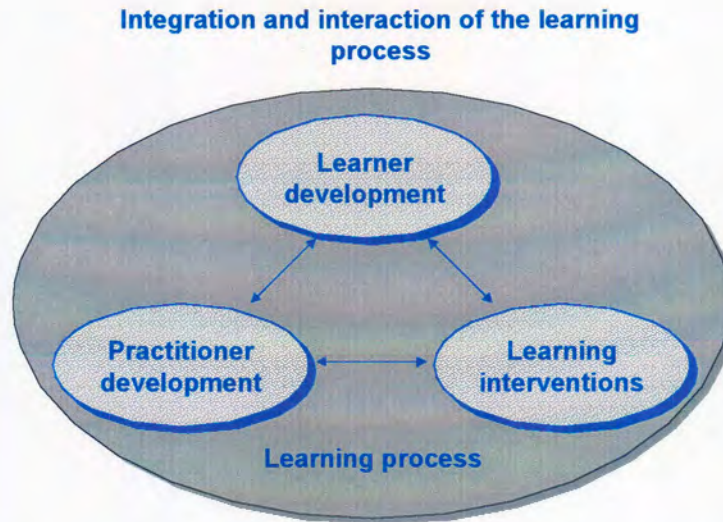 Integration and interaction of the learning
process
Learner
development
Practitioner
development
Learning
interventions
Learning process